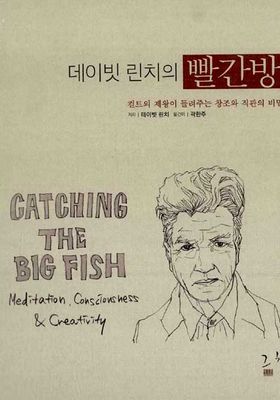 데이빗 린치의 빨간방
컬트의 제왕이 들려주는 창조와 직관의 비밀
저자 | 데이빗 린치 옮긴이 | 곽한주
CATCHING
THE
BIG FISH
Meditation, Consciousness
& Creativity
그책